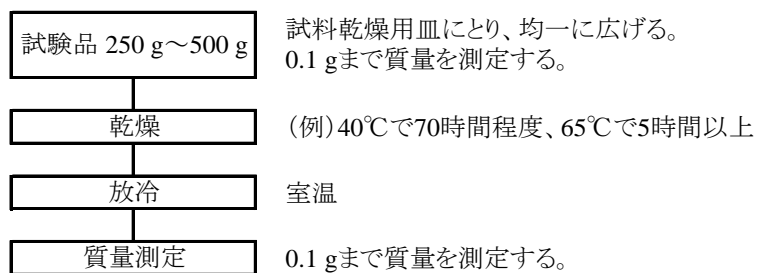 試験品 250 g~500 g
試料乾燥用皿にとり、均一に広げる。
0.1 gまで質量を測定する。
乾燥
(例)40℃で70時間程度、65℃で5時間以上
放冷
室温
質量測定
0.1 gまで質量を測定する。